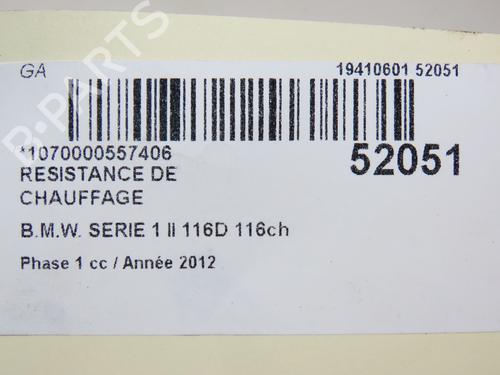 GA 19410601 52051
*1070000557406 52051
RESISTANCE DE
CHAUFFAGE
B.M.W. SERIE 1 II 116D 116ch
Phase 1 cc / Année 2012
B-PARTS